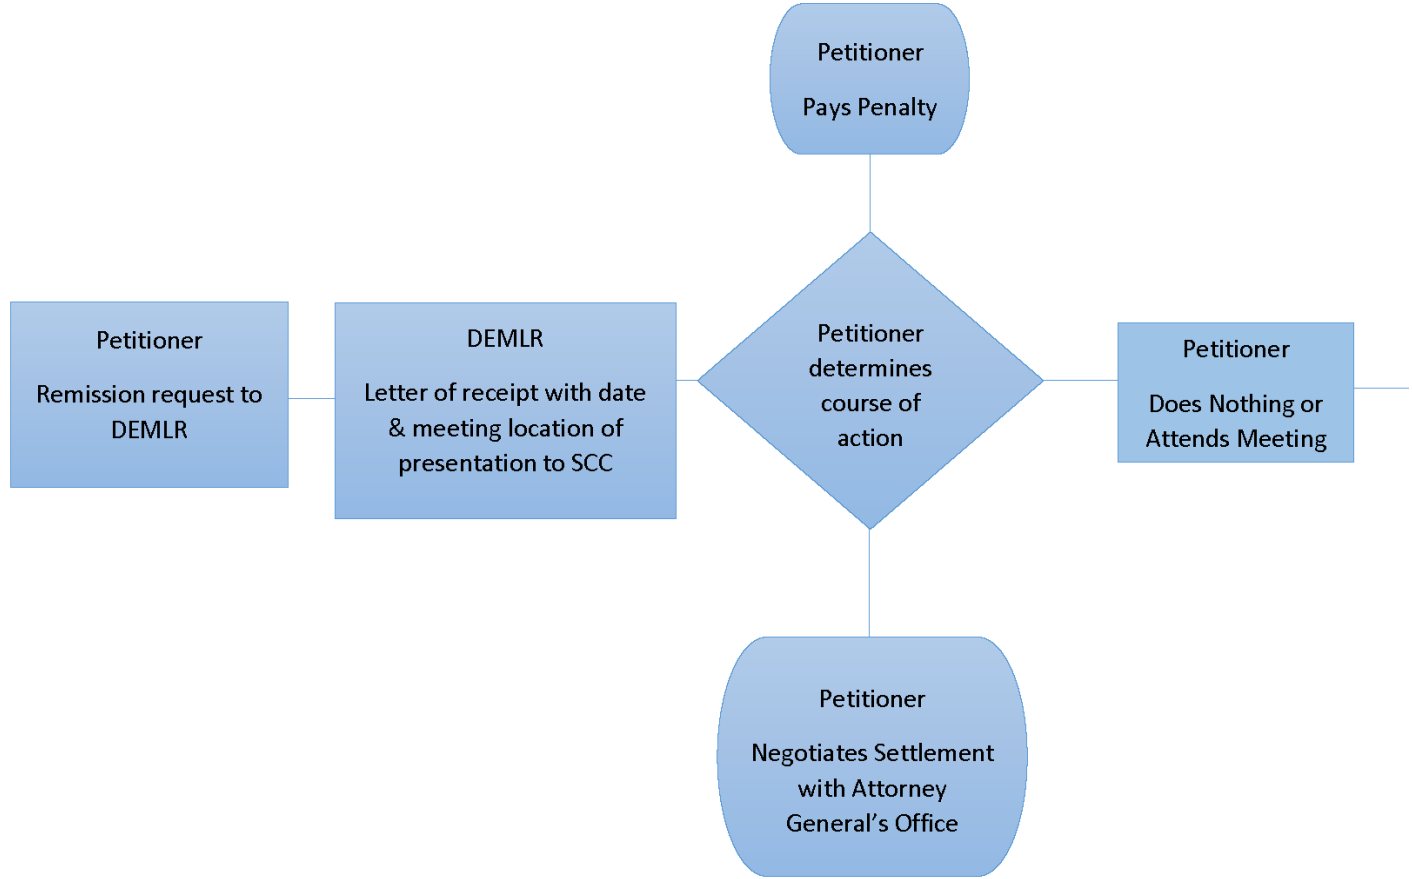 Petitioner
Pays Penalty
Petitioner
Remission request to
DEMLR
DEMLR
Letter of receipt with date
& meeting location of
presentation to SCC
Petitioner
determines
course of
action
Petitioner
Does Nothing or
Attends Meeting
Petitioner
Negotiates Settlement
with Attorney
General’s Office